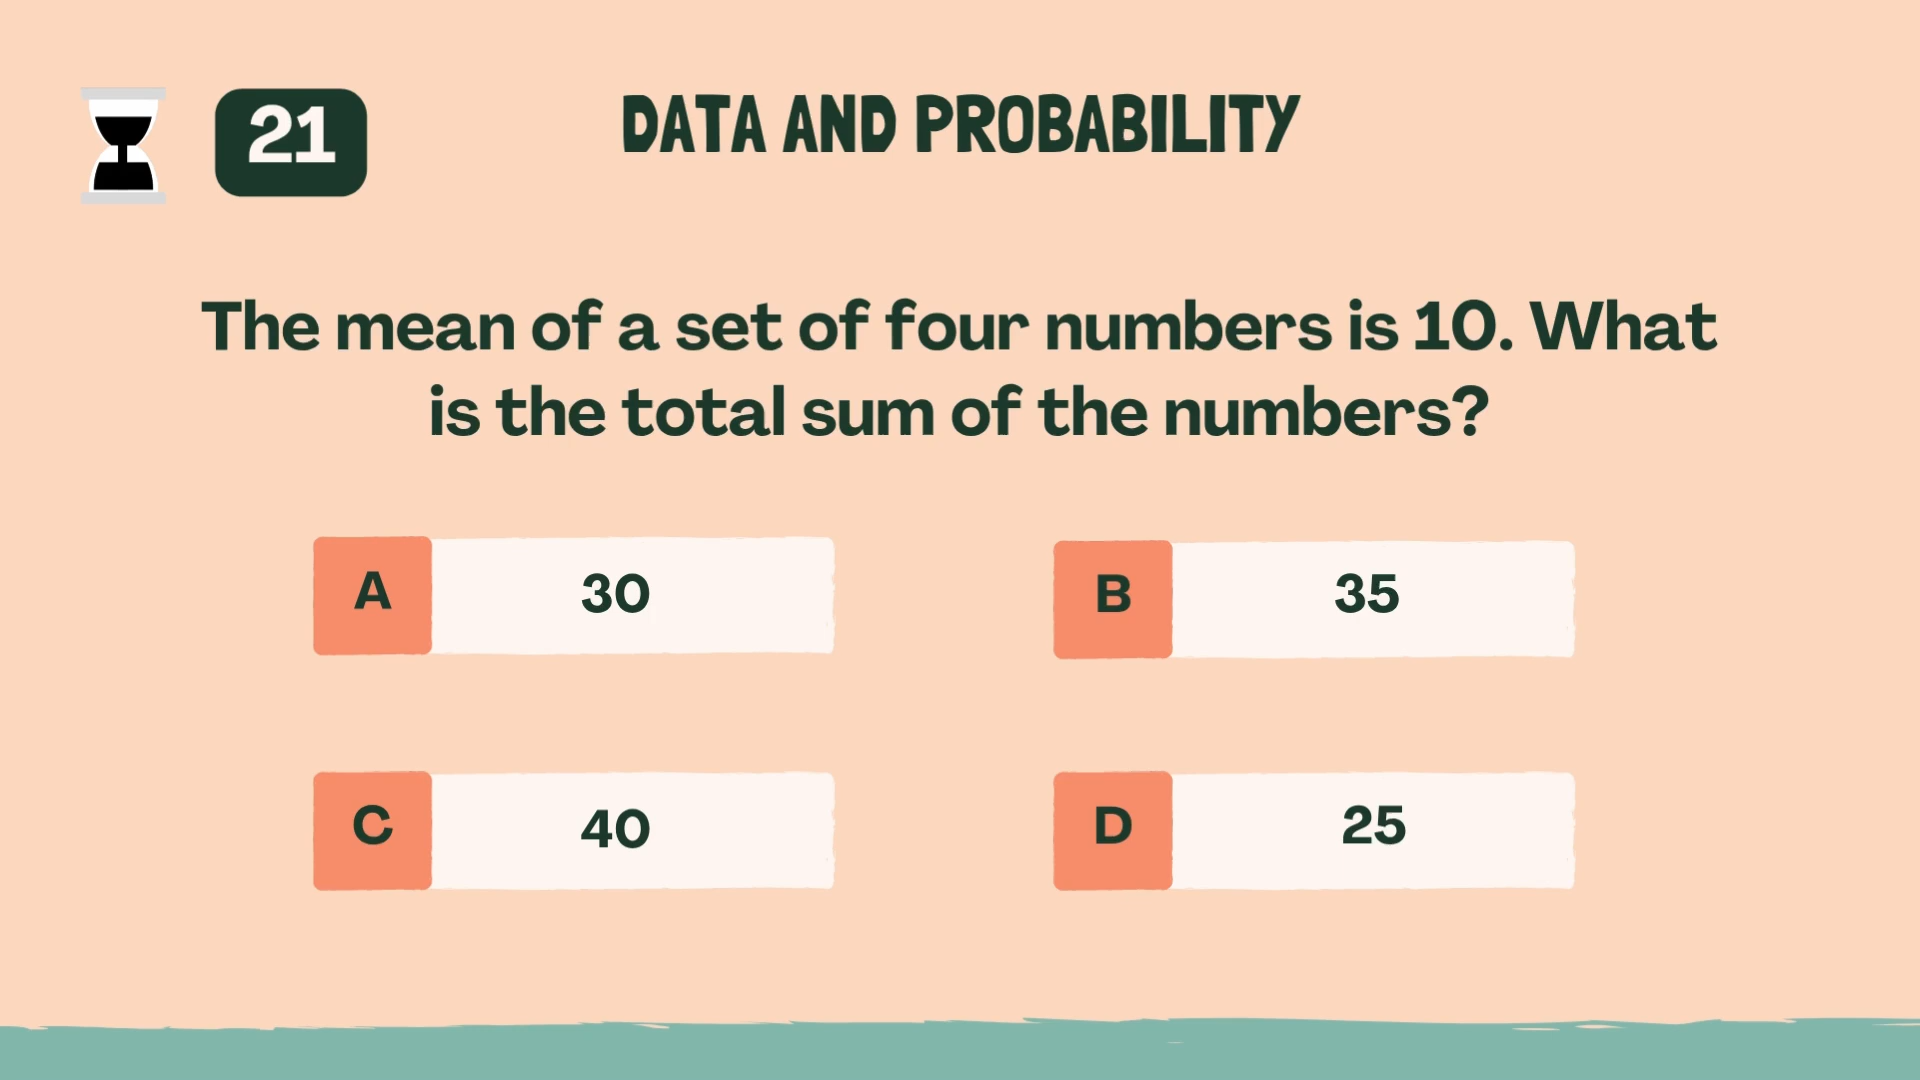 21
DATA AND PROBABILITY
The mean of a set of four numbers is 10. What
is the total sum of the numbers?
A 30
B 35
C 40
D 25